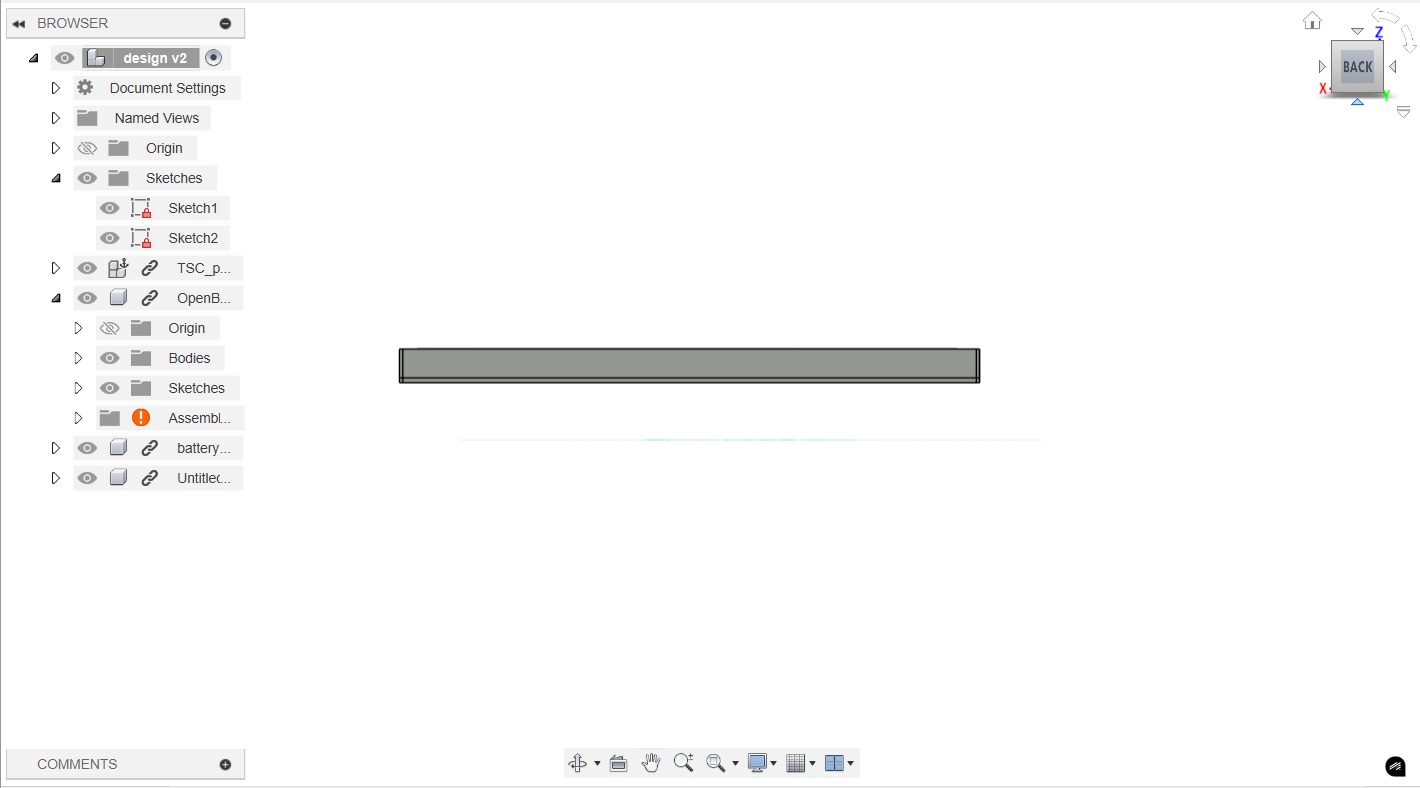 BROWSER
design v2
Document Settings
Named Views
Origin
Sketches
Sketch1
Sketch2
TSC_p...
OpenB...
Origin
Bodies
Sketches
Assembl...
battery...
Untitled...
COMMENTS
Z
BACK
X
Y